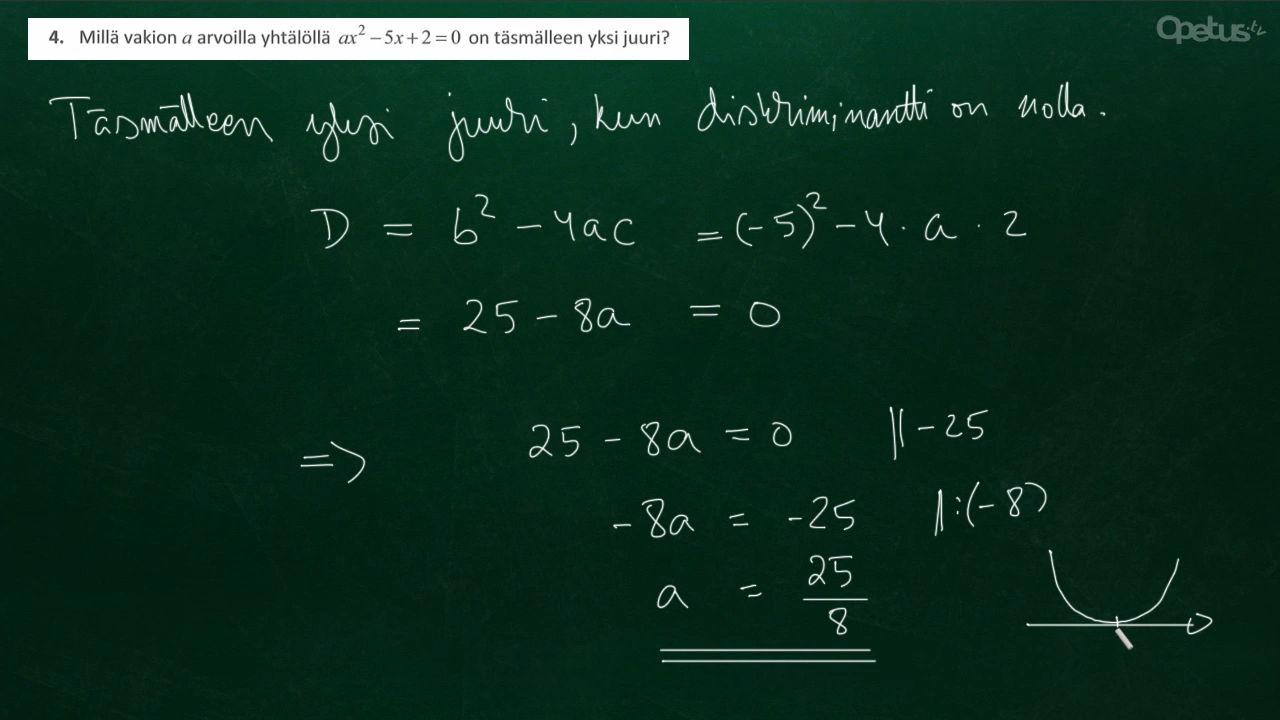 4. Millä vakion a arvoilla yhtälöllä ax² − 5x + 2 = 0 on täsmälleen yksi juuri?
Opetus.tv
Täsmälleen yksi juuri, kun diskriminantti on nolla.
D = b² − 4ac = (−5)² − 4 · a · 2
= 25 − 8a = 0
=> 25 − 8a = 0 || −25
−8a = −25 ||:(−8)
a = 25/8